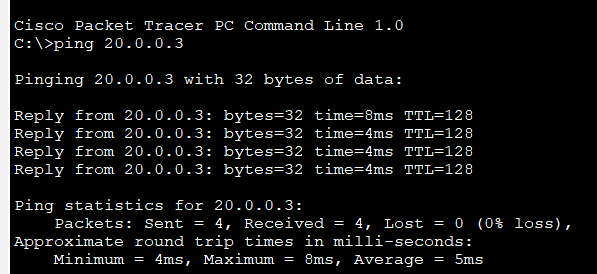 Cisco Packet Tracer PC Command Line 1.0
C:\>ping 20.0.0.3
Pinging 20.0.0.3 with 32 bytes of data:
Reply from 20.0.0.3: bytes=32 time=8ms TTL=128
Reply from 20.0.0.3: bytes=32 time=4ms TTL=128
Reply from 20.0.0.3: bytes=32 time=4ms TTL=128
Reply from 20.0.0.3: bytes=32 time=4ms TTL=128
Ping statistics for 20.0.0.3:
Packets: Sent = 4, Received = 4, Lost = 0 (0% loss),
Approximate round trip times in milli-seconds:
Minimum = 4ms, Maximum = 8ms, Average = 5ms